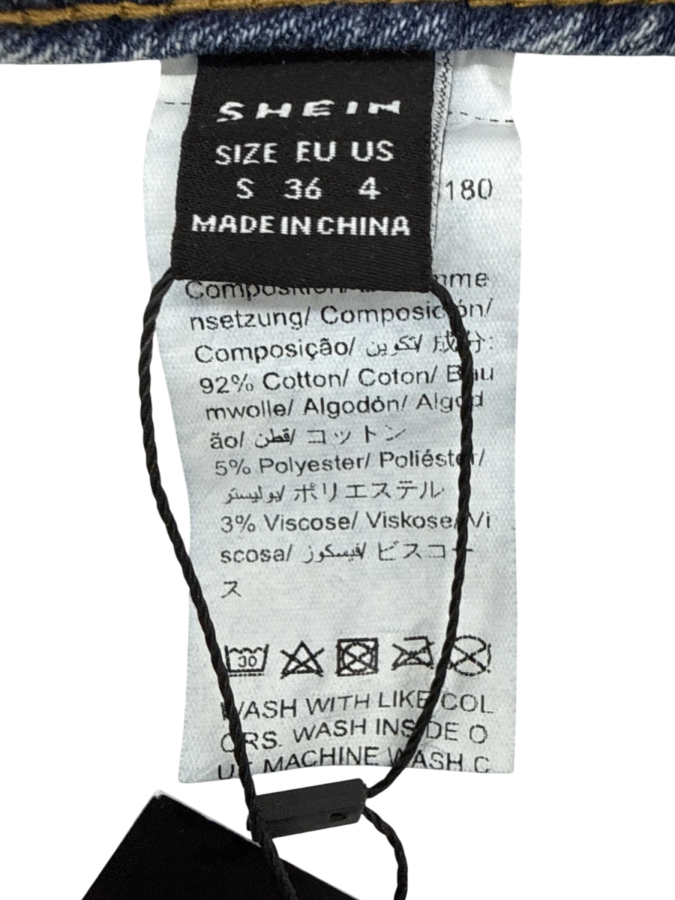 SHEIN
SIZE EU US
S 36 4
MADE IN CHINA
180
nsetzung/ Composición/
Composição/ تكوين/ 成分:
92% Cotton/ Coton/ Bau
mwolle/ Algodón/ Algod
ão/ قطن/ コットン
5% Polyester/ Poliéster/
بوليستر/ ポリエステル
3% Viscose/ Viskose/ Vi
scosa/ فيسكوز/ ビスコー
ス
30
WASH WITH LIKE COL
ORS. WASH INSIDE O
UT. MACHINE WASH C